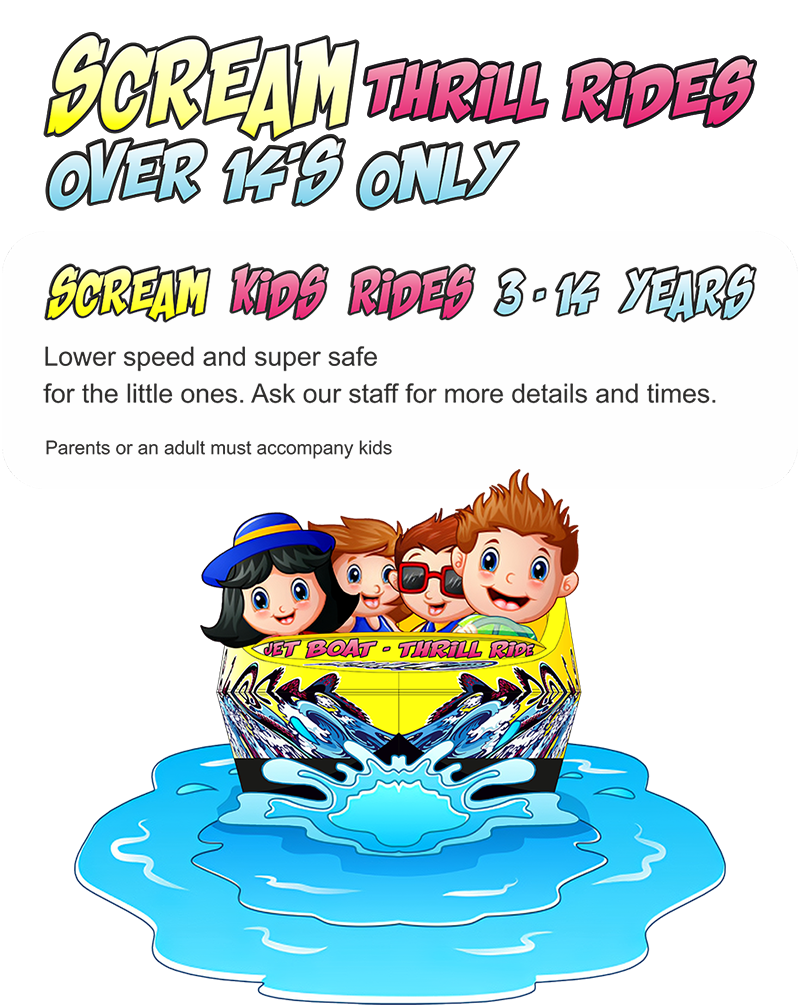 SCREAM THRiLL RiDES
OVER 14'S ONLY
SCREAM KiDS RiDES 3-14 YEARS
Lower speed and super safe
for the little ones. Ask our staff for more details and times.
Parents or an adult must accompany kids
JET BOAT - THRILL RIDE